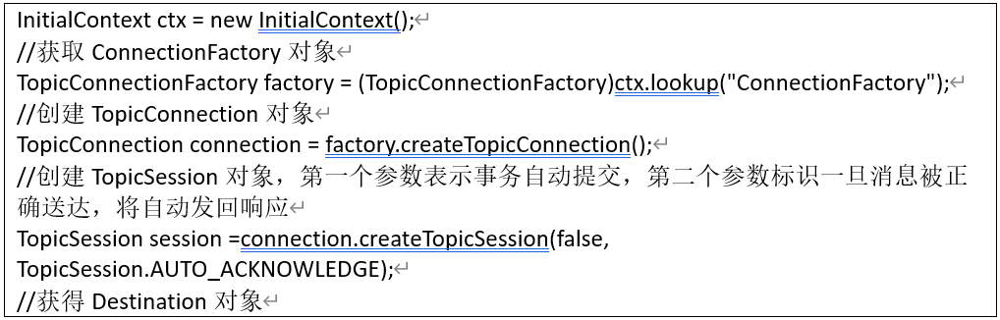 InitialContext ctx = new InitialContext();
//获取 ConnectionFactory 对象
TopicConnectionFactory factory = (TopicConnectionFactory)ctx.lookup("ConnectionFactory");
//创建 TopicConnection 对象
TopicConnection connection = factory.createTopicConnection();
//创建 TopicSession 对象，第一个参数表示事务自动提交，第二个参数标识一旦消息被正
确送达，将自动发回响应
TopicSession session =connection.createTopicSession(false,
TopicSession.AUTO_ACKNOWLEDGE);
//获得 Destination 对象